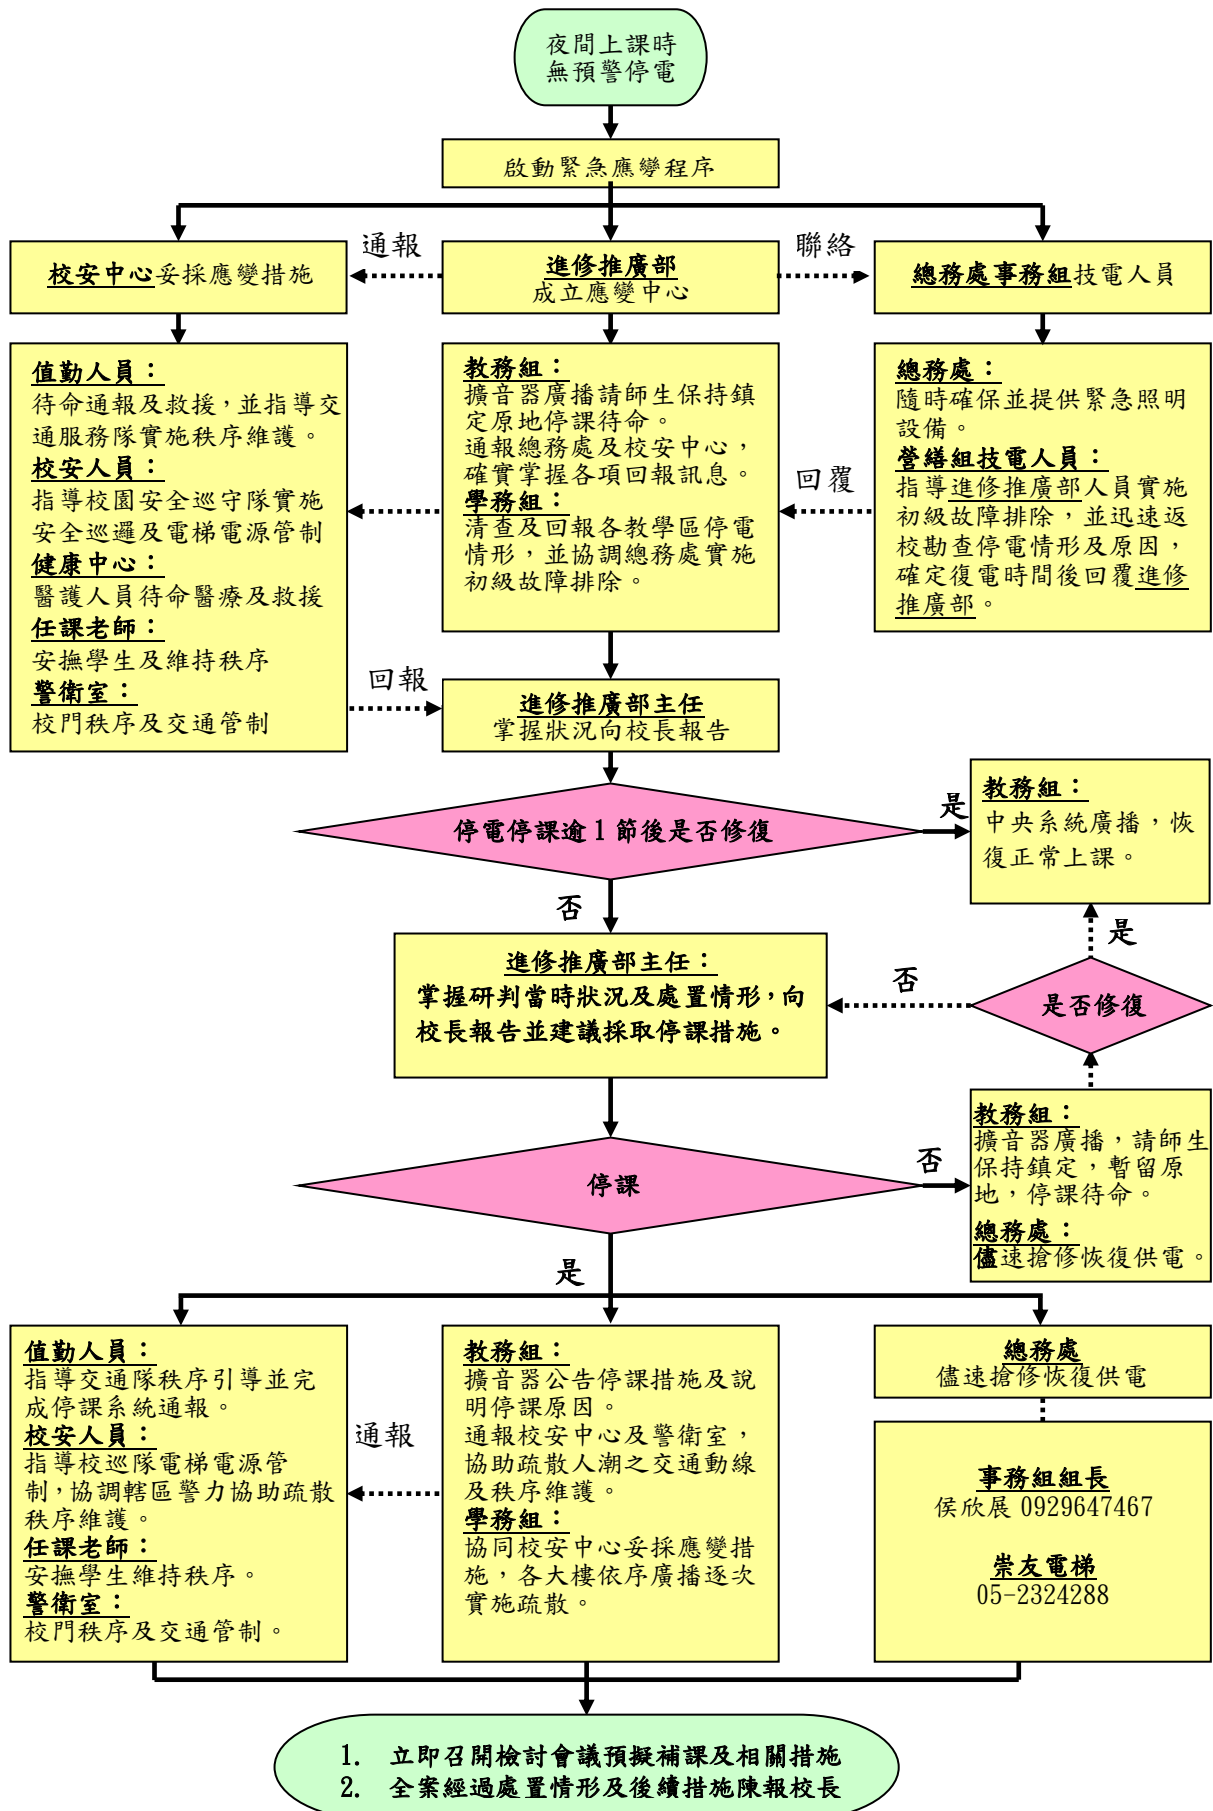 夜間上課時
無預警停電
啟動緊急應變程序
通報
聯絡
校安中心妥採應變措施
進修推廣部
成立應變中心
總務處事務組技電人員
值勤人員：
待命通報及救援，並指導交
通服務隊實施秩序維護。
校安人員：
指導校園安全巡守隊實施
安全巡邏及電梯電源管制
健康中心：
醫護人員待命醫療及救援
任課老師：
安撫學生及維持秩序
警衛室：
校門秩序及交通管制
教務組：
擴音器廣播請師生保持鎮
定原地停課待命。
通報總務處及校安中心，
確實掌握各項回報訊息。
學務組：
清查及回報各教學區停電
情形，並協調總務處實施
初級故障排除。
回覆
總務處：
隨時確保並提供緊急照明
設備。
營繕組技電人員：
指導進修推廣部人員實施
初級故障排除，並迅速返
校勘查停電情形及原因，
確定復電時間後回覆進修
推廣部。
回報
進修推廣部主任
掌握狀況向校長報告
停電停課逾1節後是否修復
是
教務組：
中央系統廣播，恢
復正常上課。
否
是
進修推廣部主任：
掌握研判當時狀況及處置情形，向
校長報告並建議採取停課措施。
否
是否修復
停課
否
教務組：
擴音器廣播，請師生
保持鎮定，暫留原
地，停課待命。
總務處：
儘速搶修恢復供電。
是
值勤人員：
指導交通隊秩序引導並完
成停課系統通報。
校安人員：
指導校巡隊電梯電源管
制，協調轄區警力協助疏散
秩序維護。
任課老師：
安撫學生維持秩序。
警衛室：
校門秩序及交通管制。
通報
教務組：
擴音器公告停課措施及說
明停課原因。
通報校安中心及警衛室，
協助疏散人潮之交通動線
及秩序維護。
學務組：
協同校安中心妥採應變措
施，各大樓依序廣播逐次
實施疏散。
總務處
儘速搶修恢復供電
事務組組長
侯欣展 0929647467
崇友電梯
05-2324288
1. 立即召開檢討會議預擬補課及相關措施
2. 全案經過處置情形及後續措施陳報校長